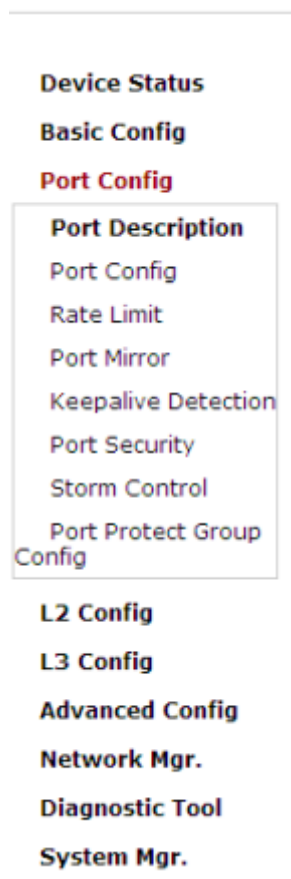 Device Status
Basic Config
Port Config
Port Description
Port Config
Rate Limit
Port Mirror
Keepalive Detection
Port Security
Storm Control
Port Protect Group
Config
L2 Config
L3 Config
Advanced Config
Network Mgr.
Diagnostic Tool
System Mgr.